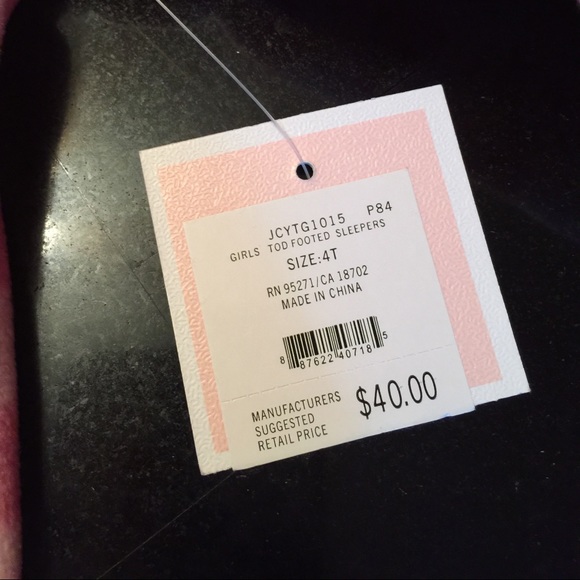 JCYTG1015 P84
GIRLS TOD FOOTED SLEEPERS
SIZE:4T
RN 95271/CA 18702
MADE IN CHINA
8 87622 40718 5
MANUFACTURERS
SUGGESTED
RETAIL PRICE
$40.00